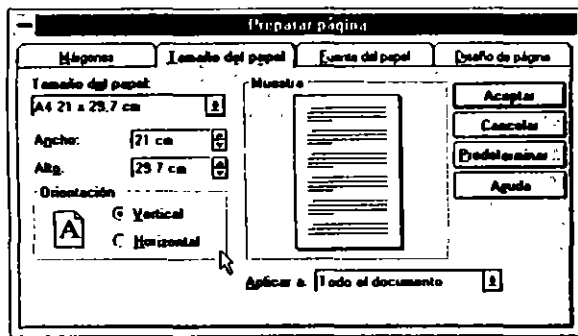 Preparar página
Márgenes Tamaño del papel Fuente del papel Diseño de página
Tamaño del papel:
A4 21 x 29,7 cm
Ancho: 21 cm
Alto: 29.7 cm
Orientación
A
Vertical
Horizontal
Muestra
Aplicar a: Todo el documento
Aceptar
Cancelar
Predeterminar...
Ayuda